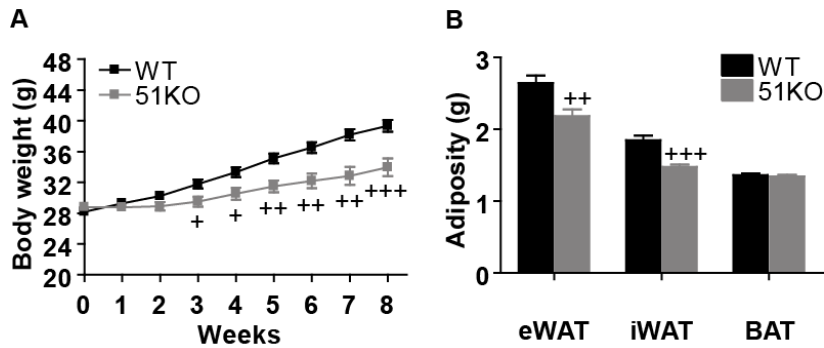 A
Body weight (g)
48
44
40
36
32
28
24
20
WT
51KO
+ + ++ ++ ++ +++
0 1 2 3 4 5 6 7 8
Weeks
B
Adiposity (g)
3
2
1
0
WT
51KO
++
+++
eWAT iWAT BAT